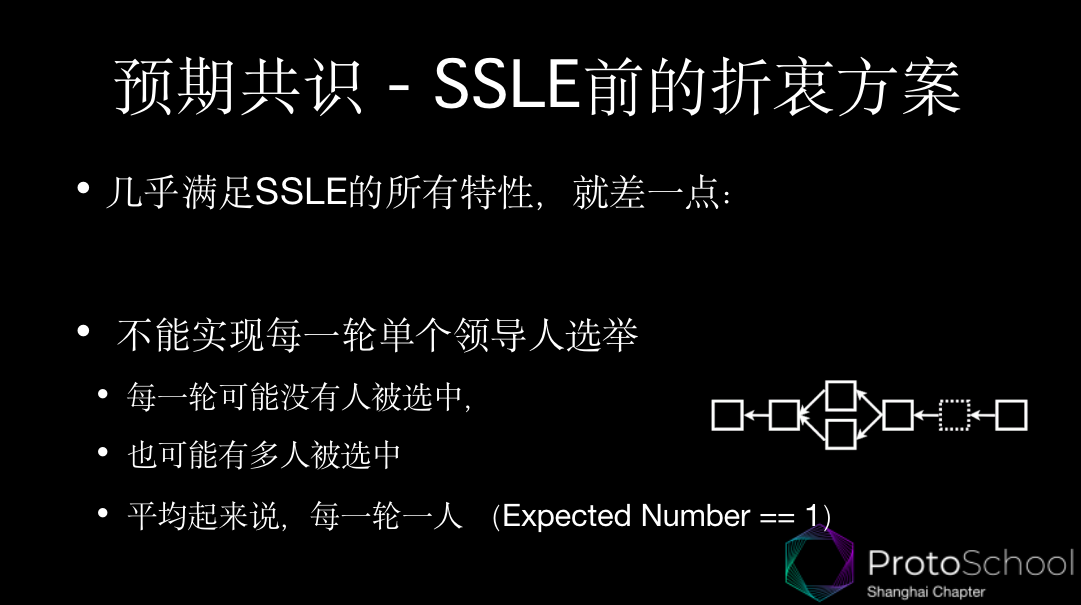 预期共识 - SSLE前的折衷方案
• 几乎满足SSLE的所有特性，就差一点：
• 不能实现每一轮单个领导人选举
• 每一轮可能没有人被选中，
• 也可能有多人被选中
• 平均起来说，每一轮一人 （Expected Number == 1）
ProtoSchool
Shanghai Chapter